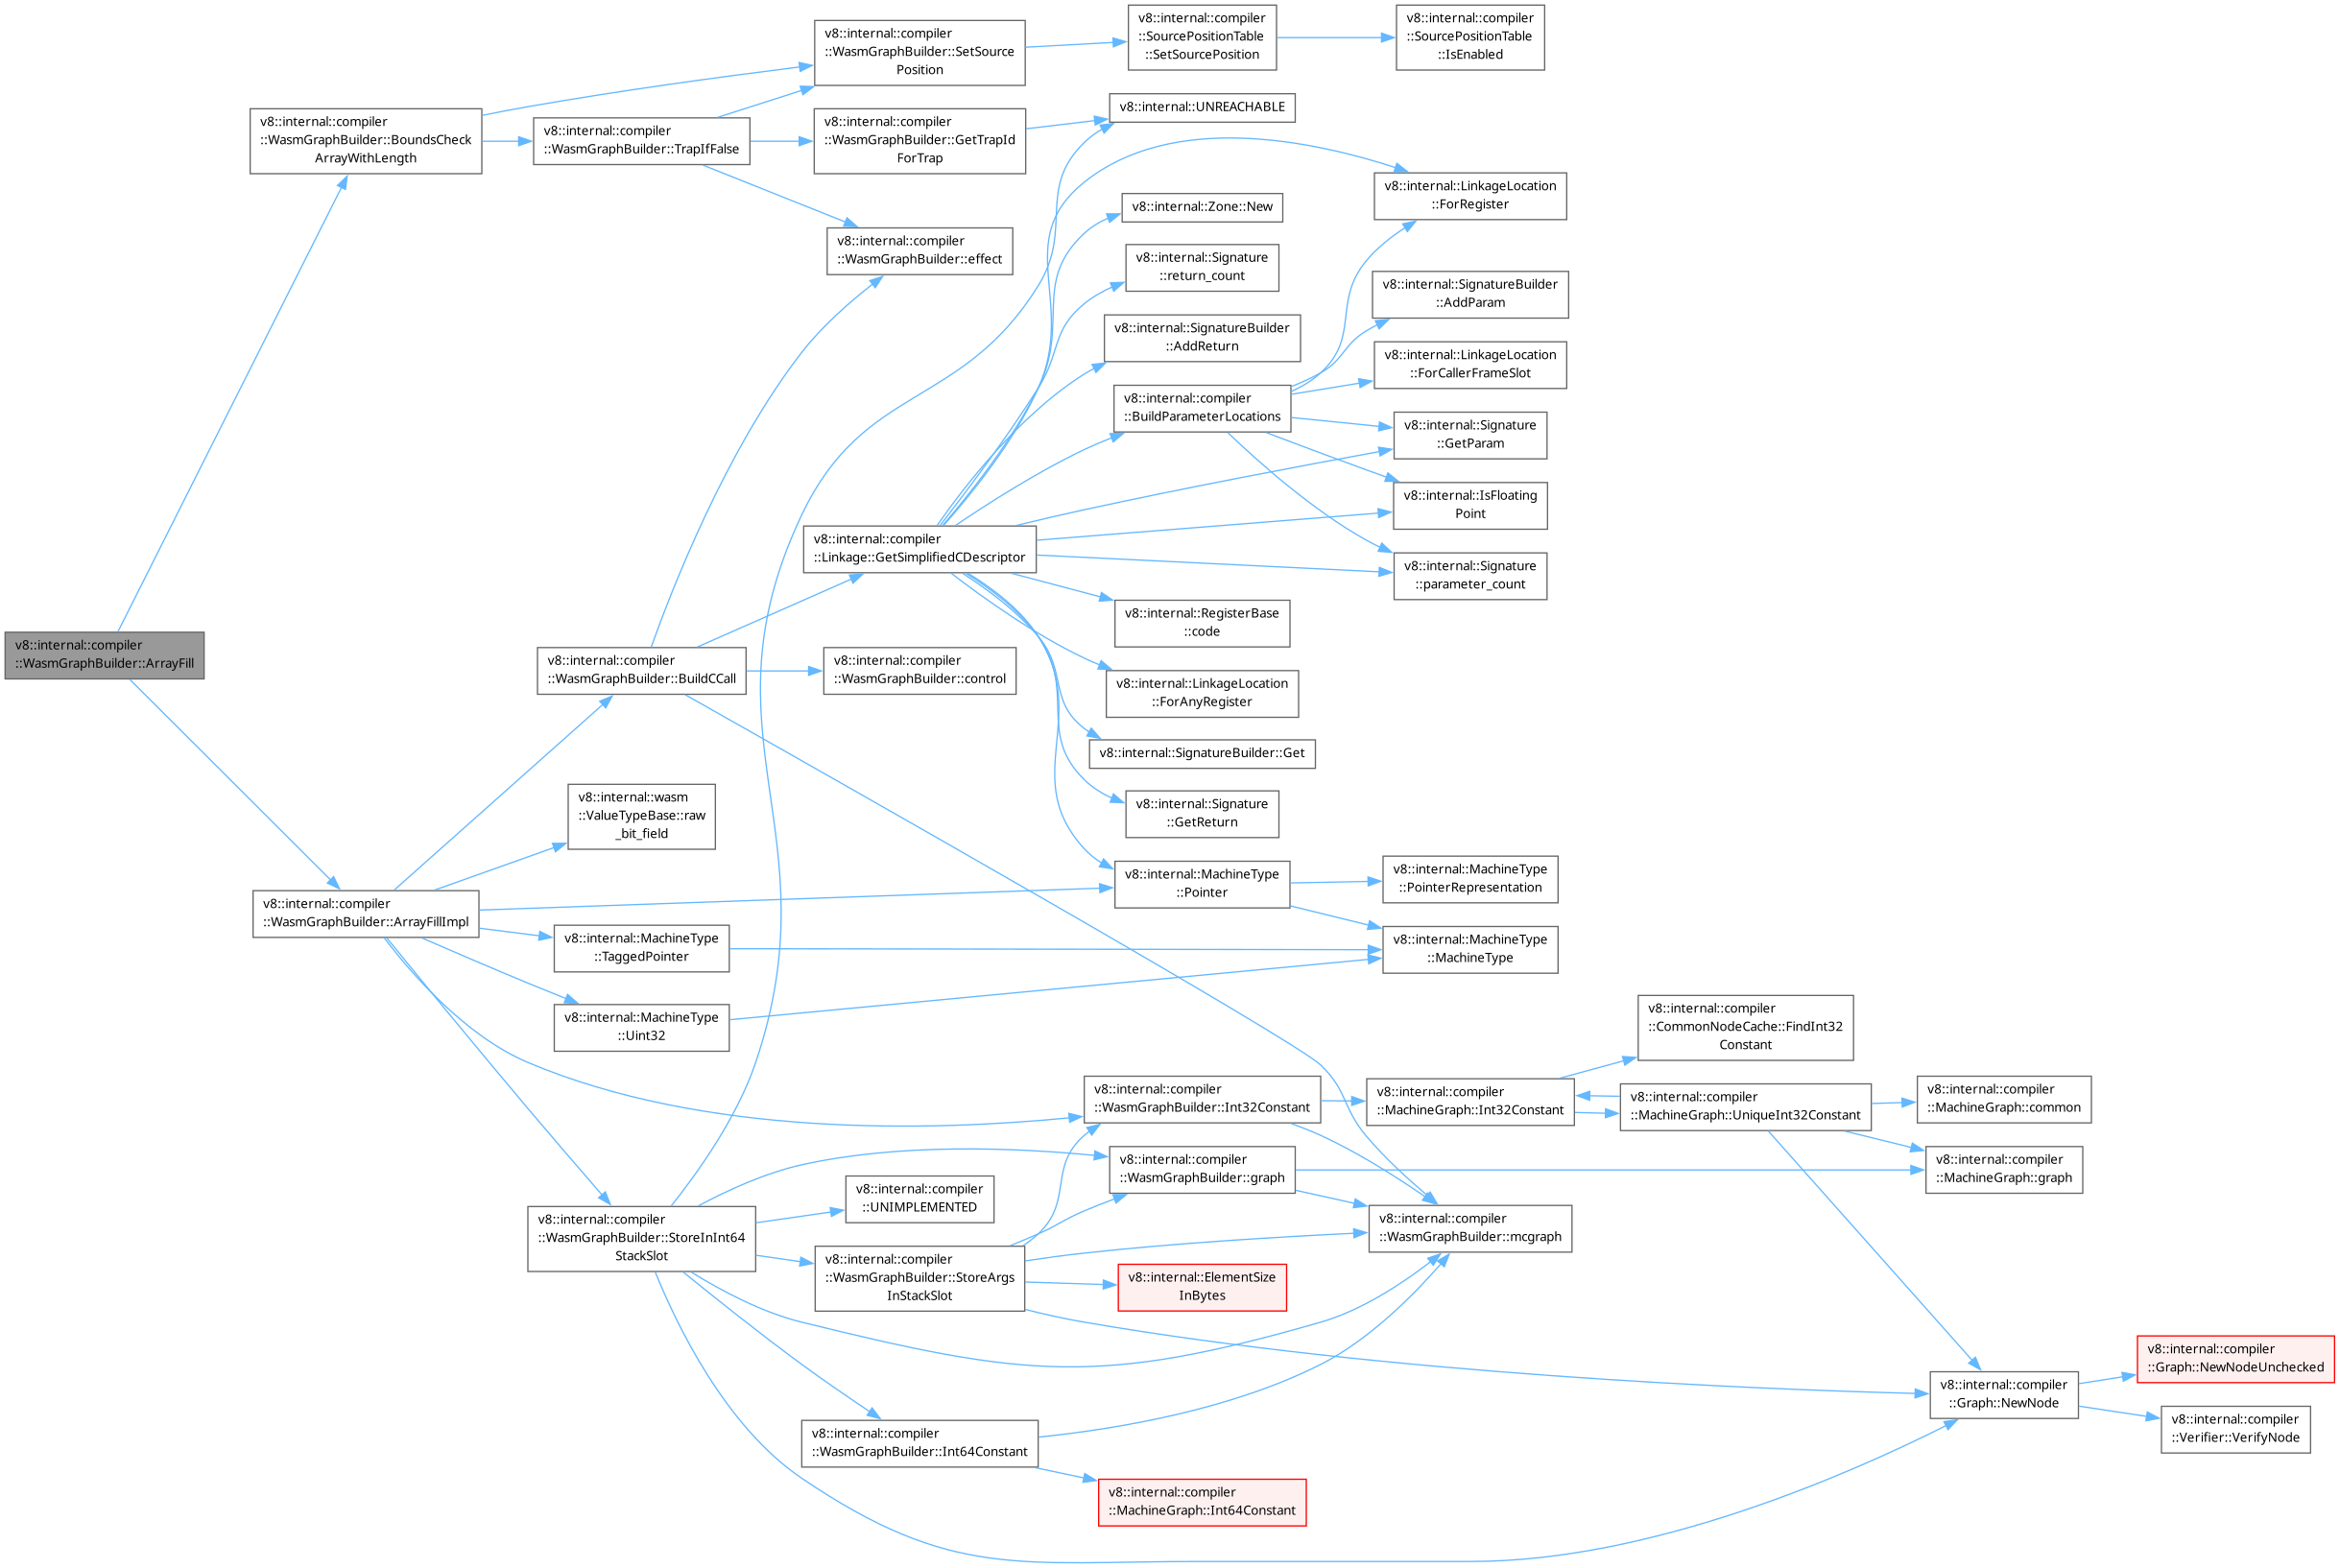 v8::internal::compiler
::WasmGraphBuilder::ArrayFill
v8::internal::compiler
::WasmGraphBuilder::BoundsCheck
ArrayWithLength
v8::internal::compiler
::WasmGraphBuilder::ArrayFillImpl
v8::internal::compiler
::WasmGraphBuilder::TrapIfFalse
v8::internal::compiler
::WasmGraphBuilder::BuildCCall
v8::internal::wasm
::ValueTypeBase::raw
_bit_field
v8::internal::MachineType
::TaggedPointer
v8::internal::MachineType
::Uint32
v8::internal::compiler
::WasmGraphBuilder::StoreInInt64
StackSlot
v8::internal::compiler
::WasmGraphBuilder::SetSource
Position
v8::internal::compiler
::WasmGraphBuilder::GetTrapId
ForTrap
v8::internal::compiler
::WasmGraphBuilder::effect
v8::internal::compiler
::Linkage::GetSimplifiedCDescriptor
v8::internal::compiler
::WasmGraphBuilder::control
v8::internal::compiler
::UNIMPLEMENTED
v8::internal::compiler
::WasmGraphBuilder::StoreArgs
InStackSlot
v8::internal::compiler
::WasmGraphBuilder::Int64Constant
v8::internal::compiler
::SourcePositionTable
::SetSourcePosition
v8::internal::UNREACHABLE
v8::internal::Zone::New
v8::internal::Signature
::return_count
v8::internal::SignatureBuilder
::AddReturn
v8::internal::compiler
::BuildParameterLocations
v8::internal::RegisterBase
::code
v8::internal::LinkageLocation
::ForAnyRegister
v8::internal::SignatureBuilder::Get
v8::internal::Signature
::GetReturn
v8::internal::MachineType
::Pointer
v8::internal::compiler
::WasmGraphBuilder::Int32Constant
v8::internal::compiler
::WasmGraphBuilder::graph
v8::internal::ElementSize
InBytes
v8::internal::compiler
::MachineGraph::Int64Constant
v8::internal::compiler
::SourcePositionTable
::IsEnabled
v8::internal::LinkageLocation
::ForRegister
v8::internal::SignatureBuilder
::AddParam
v8::internal::LinkageLocation
::ForCallerFrameSlot
v8::internal::Signature
::GetParam
v8::internal::IsFloating
Point
v8::internal::Signature
::parameter_count
v8::internal::MachineType
::PointerRepresentation
v8::internal::MachineType
::MachineType
v8::internal::compiler
::MachineGraph::Int32Constant
v8::internal::compiler
::WasmGraphBuilder::mcgraph
v8::internal::compiler
::CommonNodeCache::FindInt32
Constant
v8::internal::compiler
::MachineGraph::UniqueInt32Constant
v8::internal::compiler
::MachineGraph::common
v8::internal::compiler
::MachineGraph::graph
v8::internal::compiler
::Graph::NewNode
v8::internal::compiler
::Graph::NewNodeUnchecked
v8::internal::compiler
::Verifier::VerifyNode